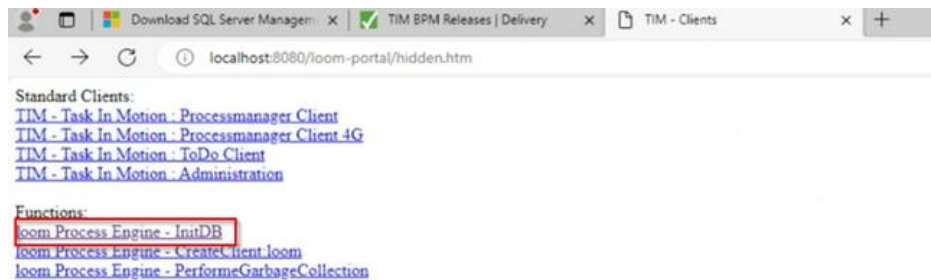 Download SQL Server Managem
TIM BPM Releases | Delivery
TIM - Clients
localhost:8080/loom-portal/hidden.htm
Standard Clients:
TIM - Task In Motion : Processmanager Client
TIM - Task In Motion : Processmanager Client 4G
TIM - Task In Motion : ToDo Client
TIM - Task In Motion : Administration
Functions:
loom Process Engine - InitDB
loom Process Engine - CreateClient:loom
loom Process Engine - PerformeGarbageCollection